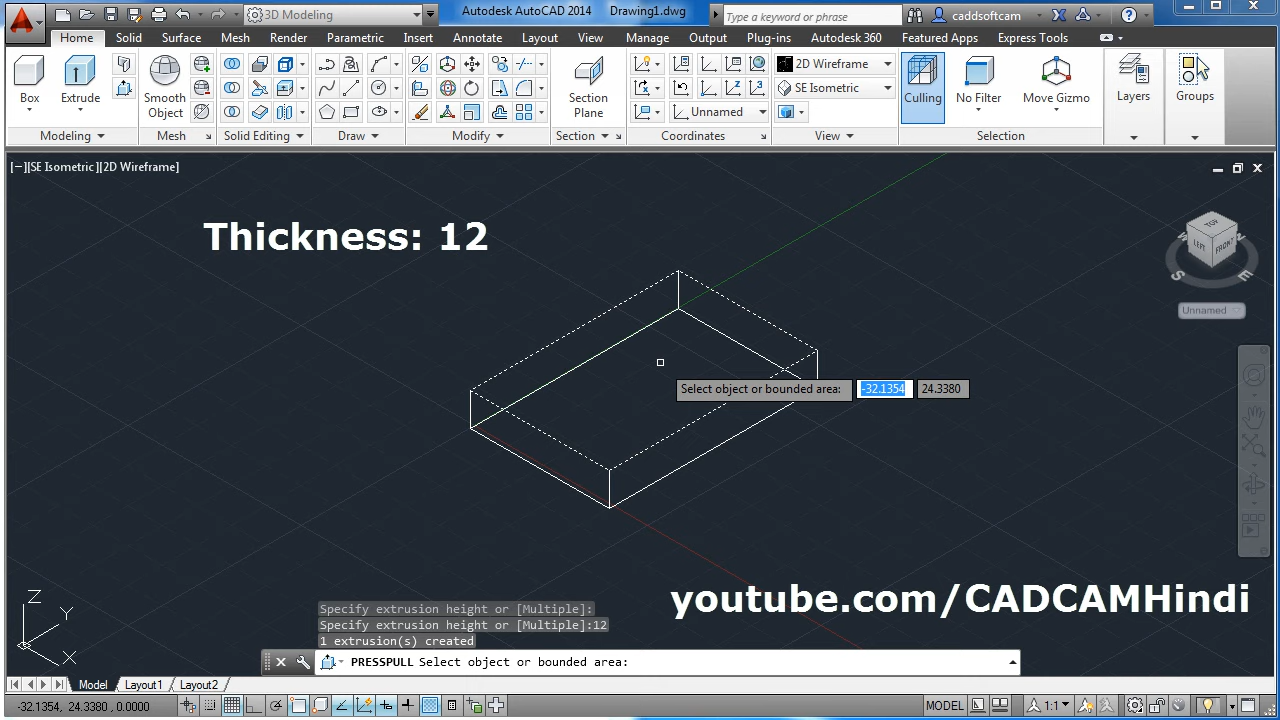 3D Modeling
Autodesk AutoCAD 2014 Drawing1.dwg
Type a keyword or phrase
caddsoftcam
Home Solid Surface Mesh Render Parametric Insert Annotate Layout View Manage Output Plug-ins Autodesk 360 Featured Apps Express Tools
Box
Extrude
Smooth
Object
Section
Plane
2D Wireframe
SE Isometric
Unnamed
Culling
No Filter
Move Gizmo
Layers
Groups
Modeling Mesh Solid Editing Draw Modify Section Coordinates View Selection
[−][SE Isometric][2D Wireframe]
Thickness: 12
TOP
LEFT
FRONT
S
E
Unnamed
Select object or bounded area: -32.1354 24.3380
youtube.com/CADCAMHindi
Z
Y
X
Specify extrusion height or [Multiple]:
Specify extrusion height or [Multiple]:12
1 extrusion(s) created
PRESSPULL Select object or bounded area:
Model Layout1 Layout2
-32.1354, 24.3380, 0.0000
MODEL
1:1